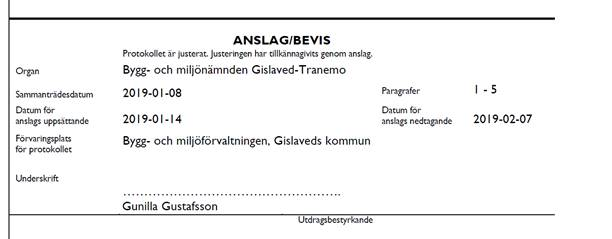 ANSLAG/BEVIS
Protokollet är justerat. Justeringen har tillkännagivits genom anslag.
Organ Bygg- och miljönämnden Gislaved-Tranemo
Sammanträdesdatum 2019-01-08 Paragrafer 1 - 5
Datum för
anslags uppsättande 2019-01-14 Datum för
anslags nedtagande 2019-02-07
Förvaringsplats
för protokollet Bygg- och miljöförvaltningen, Gislaveds kommun
Underskrift
……………………………………………….
Gunilla Gustafsson
Utdragsbestyrkande